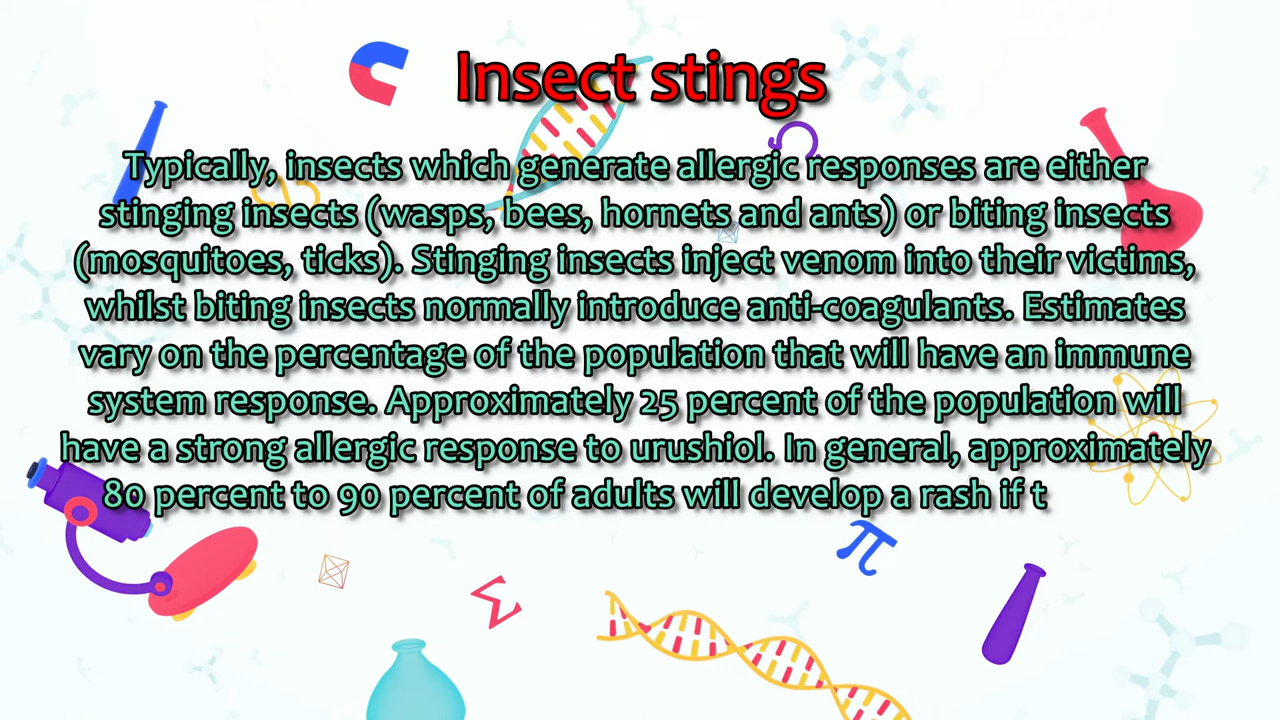 Insect stings
Typically, insects which generate allergic responses are either
stinging insects (wasps, bees, hornets and ants) or biting insects
(mosquitoes, ticks). Stinging insects inject venom into their victims,
whilst biting insects normally introduce anti-coagulants. Estimates
vary on the percentage of the population that will have an immune
system response. Approximately 25 percent of the population will
have a strong allergic response to urushiol. In general, approximately
80 percent to 90 percent of adults will develop a rash if t
Σ
π